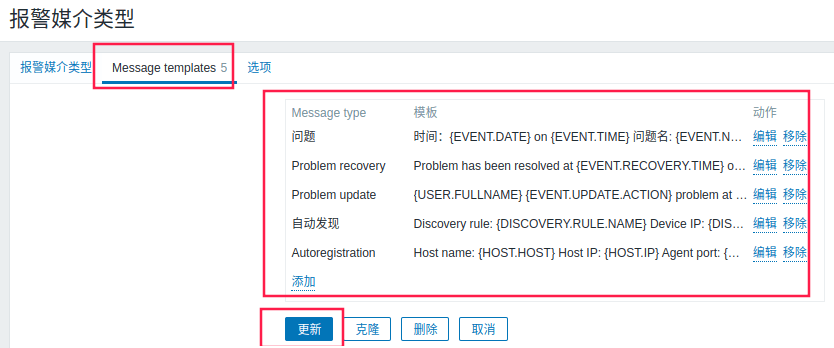 报警媒介类型
报警媒介类型 Message templates 5 选项
Message type 模板 动作
问题 时间：{EVENT.DATE} on {EVENT.TIME} 问题名: {EVENT.N... 编辑 移除
Problem recovery Problem has been resolved at {EVENT.RECOVERY.TIME} o... 编辑 移除
Problem update {USER.FULLNAME} {EVENT.UPDATE.ACTION} problem at ... 编辑 移除
自动发现 Discovery rule: {DISCOVERY.RULE.NAME} Device IP: {DIS... 编辑 移除
Autoregistration Host name: {HOST.HOST} Host IP: {HOST.IP} Agent port: {... 编辑 移除
添加
更新 克隆 删除 取消